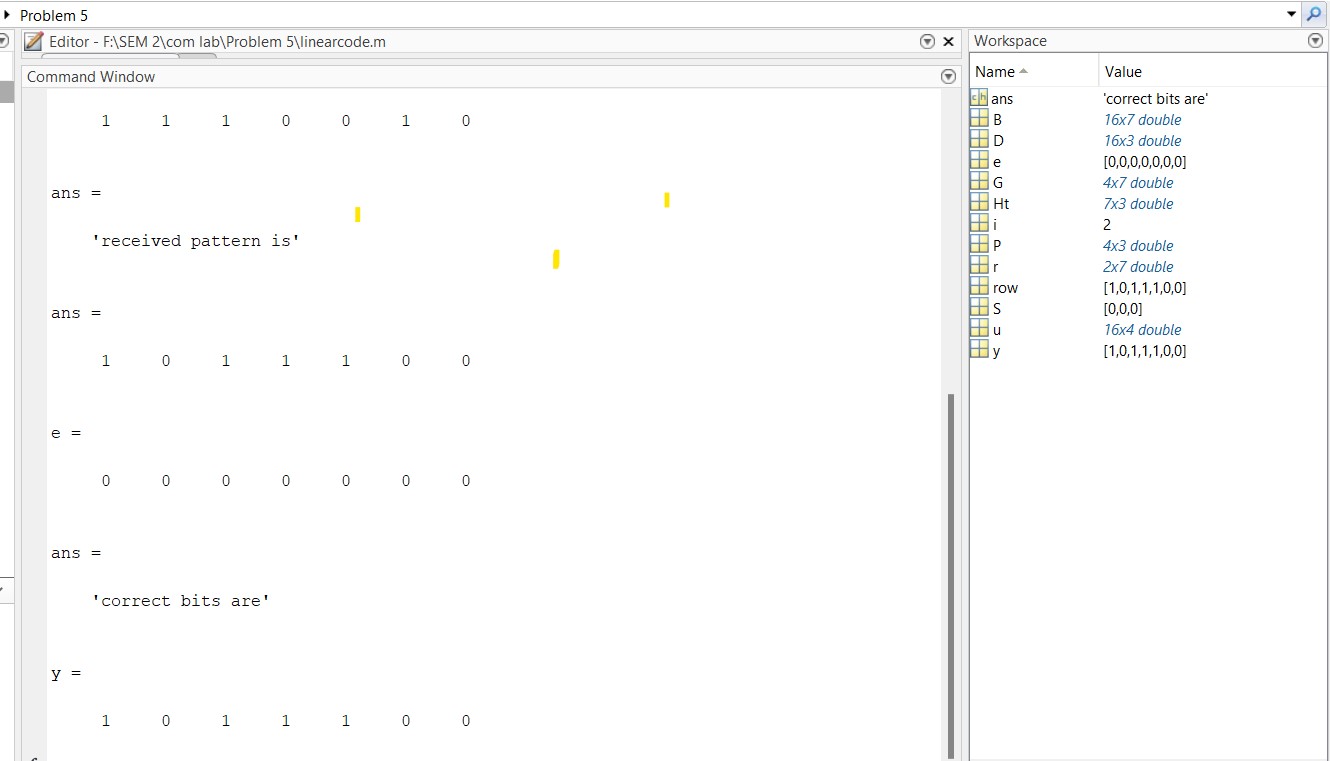 Problem 5
Editor - F:\SEM 2\com lab\Problem 5\linearcode.m
Command Window
1 1 1 0 0 1 0
ans =
'received pattern is'
ans =
1 0 1 1 1 0 0
e =
0 0 0 0 0 0 0
ans =
'correct bits are'
y =
1 0 1 1 1 0 0
Workspace
Name Value
ans 'correct bits are'
B 16x7 double
D 16x3 double
e [0,0,0,0,0,0,0]
G 4x7 double
Ht 7x3 double
i 2
P 4x3 double
r 2x7 double
row [1,0,1,1,1,0,0]
S [0,0,0]
u 16x4 double
y [1,0,1,1,1,0,0]